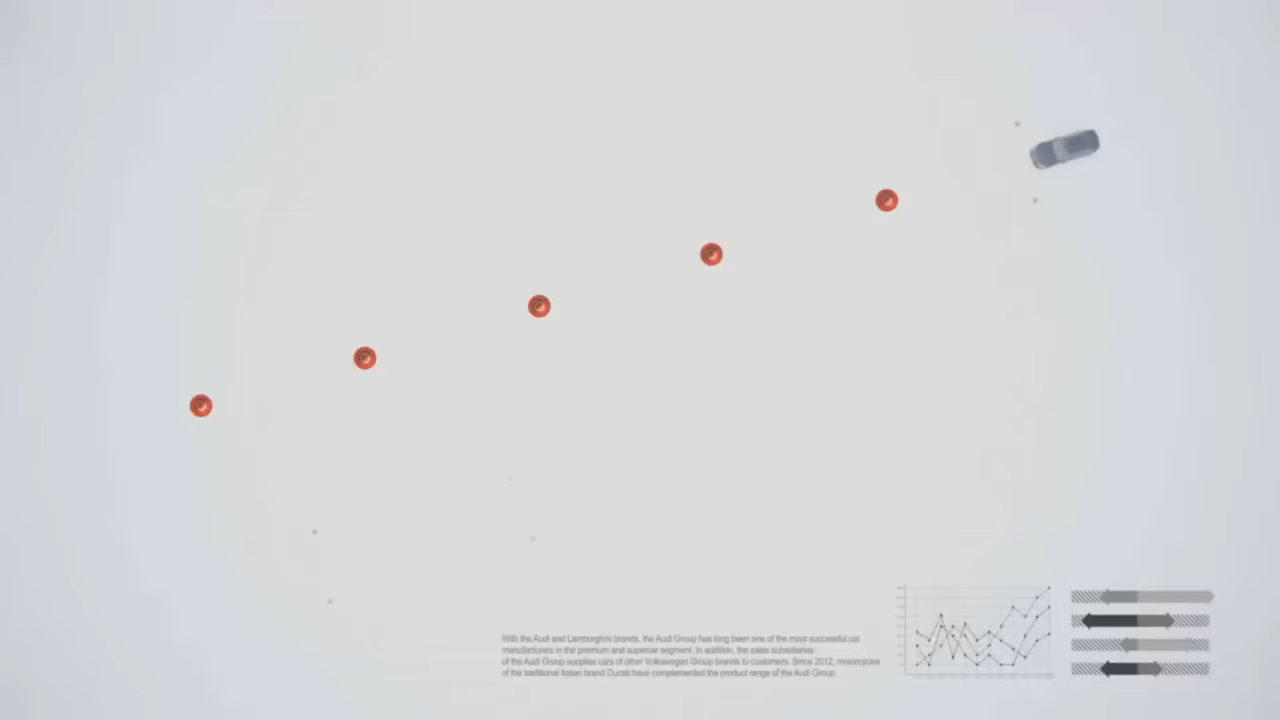 With the Audi and Lamborghini brands, the Audi Group has long been one of the most successful car
manufacturers in the premium and supercar segment. In addition, the sales subsidiaries
of the Audi Group supplies cars of other Volkswagen Group brands to customers. Since 2012, motorcycles
of the traditional Italian brand Ducati have complemented the product range of the Audi Group.